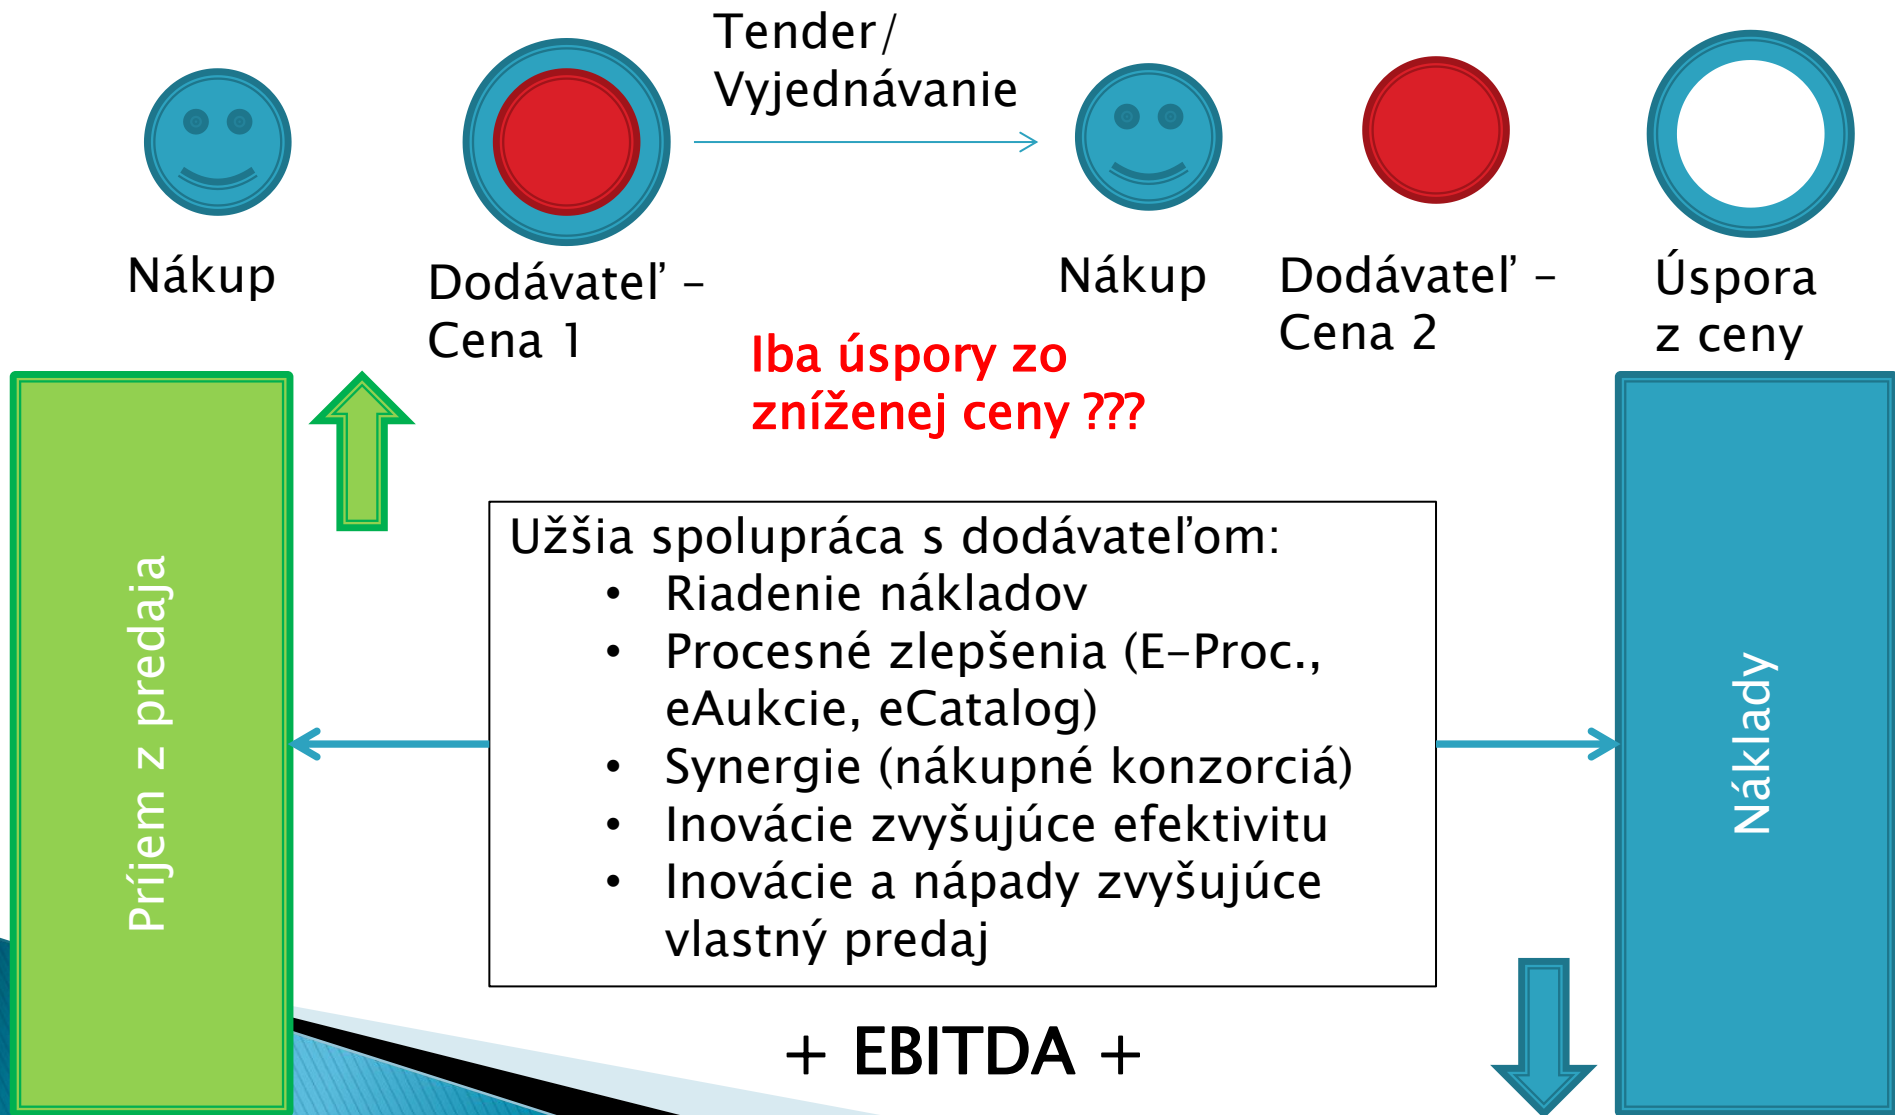 Tender/
Vyjednávanie
Nákup
Dodávateľ –
Cena 1
Nákup
Dodávateľ –
Cena 2
Úspora
z ceny
Iba úspory zo
zníženej ceny ???
Príjem z predaja
Užšia spolupráca s dodávateľom:
• Riadenie nákladov
• Procesné zlepšenia (E-Proc.,
eAukcie, eCatalog)
• Synergie (nákupné konzorciá)
• Inovácie zvyšujúce efektivitu
• Inovácie a nápady zvyšujúce
vlastný predaj
Náklady
+ EBITDA +